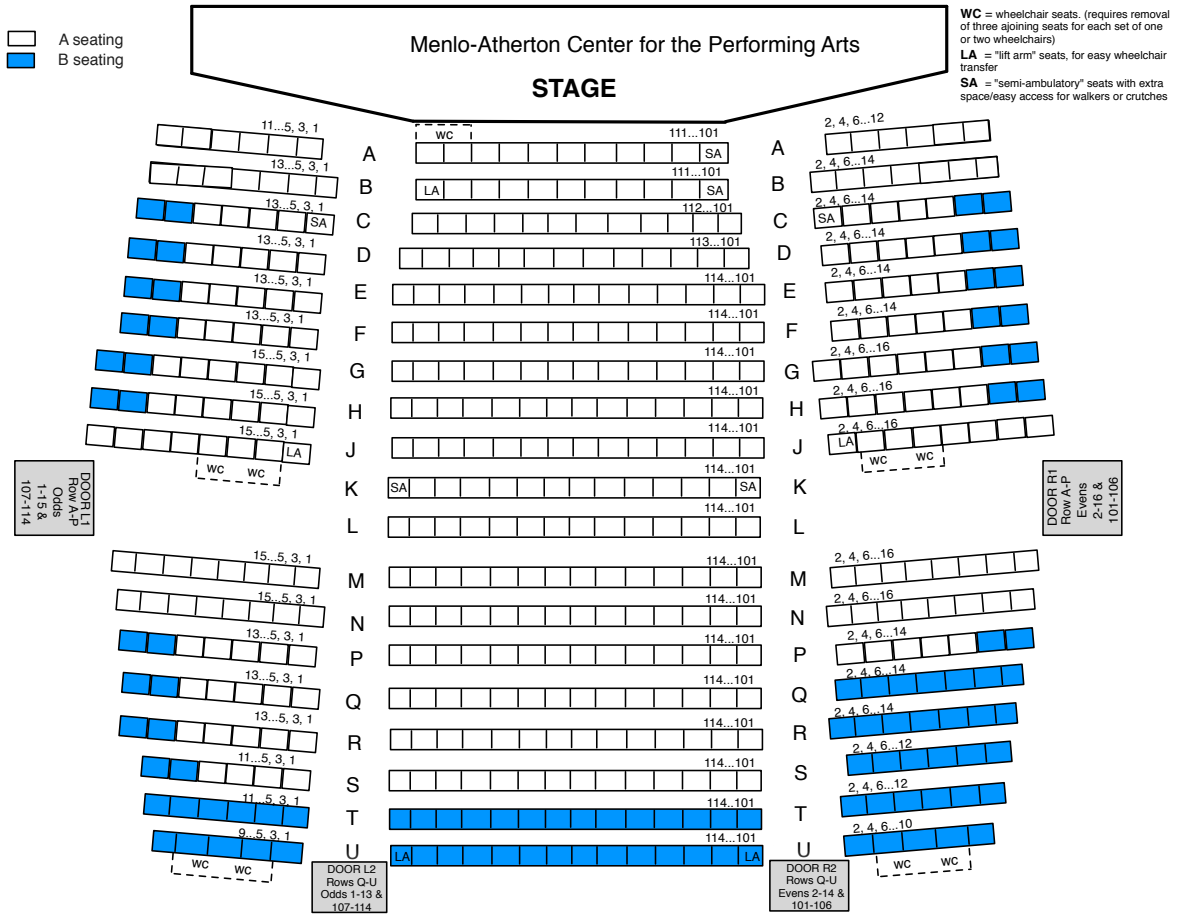 A seating
B seating
Menlo-Atherton Center for the Performing Arts
STAGE
WC = wheelchair seats. (requires removal
of three ajoining seats for each set of one
or two wheelchairs)
LA = "lift arm" seats, for easy wheelchair
transfer
SA = "semi-ambulatory" seats with extra
space/easy access for walkers or crutches
11...5, 3, 1
A
WC
111...101
SA
A
2, 4, 6...12
13...5, 3, 1
B
LA
111...101
SA
B
2, 4, 6...14
13...5, 3, 1
SA
C
112...101
C
2, 4, 6...14
SA
13...5, 3, 1
D
113...101
D
2, 4, 6...14
13...5, 3, 1
E
114...101
E
2, 4, 6...14
13...5, 3, 1
F
114...101
F
2, 4, 6...14
15...5, 3, 1
G
114...101
G
2, 4, 6...16
15...5, 3, 1
H
114...101
H
2, 4, 6...16
15...5, 3, 1
LA
WC WC
J
114...101
J
2, 4, 6...16
LA
WC WC
DOOR L1
Row A-P
Odds
1-15 &
107-114
K
SA
114...101
SA
K
DOOR R1
Row A-P
Evens
2-16 &
101-106
L
114...101
L
15...5, 3, 1
M
114...101
M
2, 4, 6...16
15...5, 3, 1
N
114...101
N
2, 4, 6...16
13...5, 3, 1
P
114...101
P
2, 4, 6...14
13...5, 3, 1
Q
114...101
Q
2, 4, 6...14
13...5, 3, 1
R
114...101
R
2, 4, 6...14
11...5, 3, 1
S
114...101
S
2, 4, 6...12
11...5, 3, 1
T
114...101
T
2, 4, 6...12
9...5, 3, 1
WC WC
U
LA
114...101
LA
U
2, 4, 6...10
WC WC
DOOR L2
Rows Q-U
Odds 1-13 &
107-114
DOOR R2
Rows Q-U
Evens 2-14 &
101-106